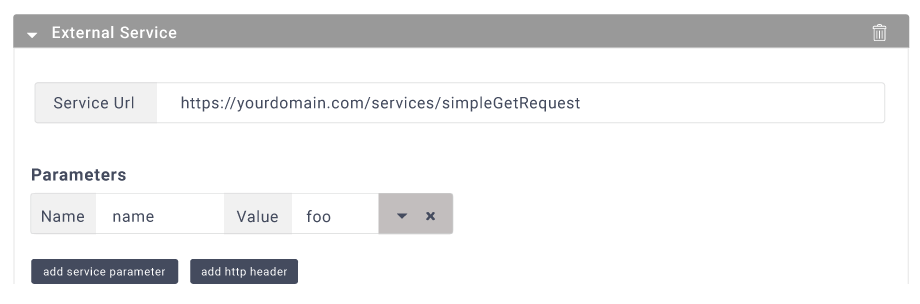 External Service
Service Url https://yourdomain.com/services/simpleGetRequest
Parameters
Name name Value foo
add service parameter add http header